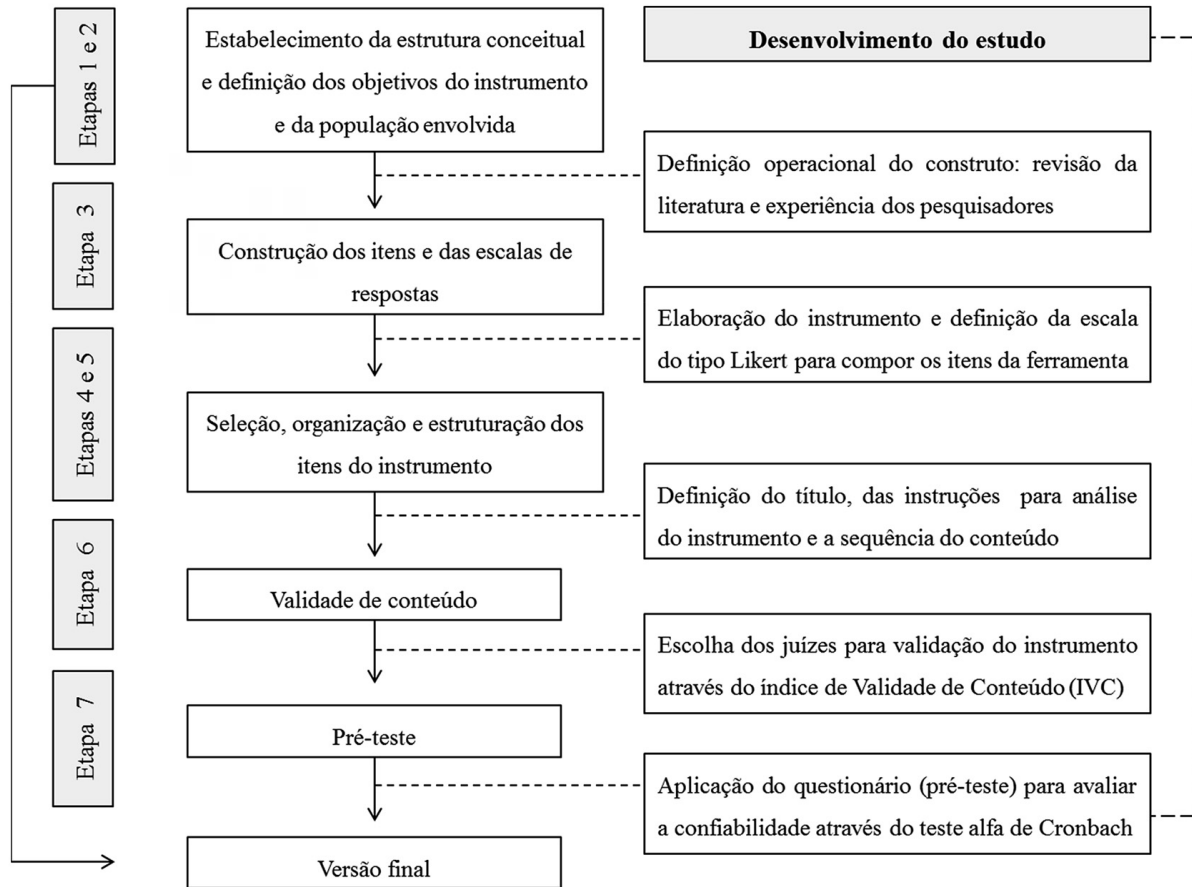 Etapas 1 e 2
Estabelecimento da estrutura conceitual
e definição dos objetivos do instrumento
e da população envolvida
Desenvolvimento do estudo
Definição operacional do construto: revisão da
literatura e experiência dos pesquisadores
Etapa 3
Construção dos itens e das escalas de
respostas
Elaboração do instrumento e definição da escala
do tipo Likert para compor os itens da ferramenta
Etapas 4 e 5
Seleção, organização e estruturação dos
itens do instrumento
Definição do título, das instruções para análise
do instrumento e a sequência do conteúdo
Etapa 6
Validade de conteúdo
Escolha dos juízes para validação do instrumento
através do índice de Validade de Conteúdo (IVC)
Etapa 7
Pré-teste
Aplicação do questionário (pré-teste) para avaliar
a confiabilidade através do teste alfa de Cronbach
Versão final